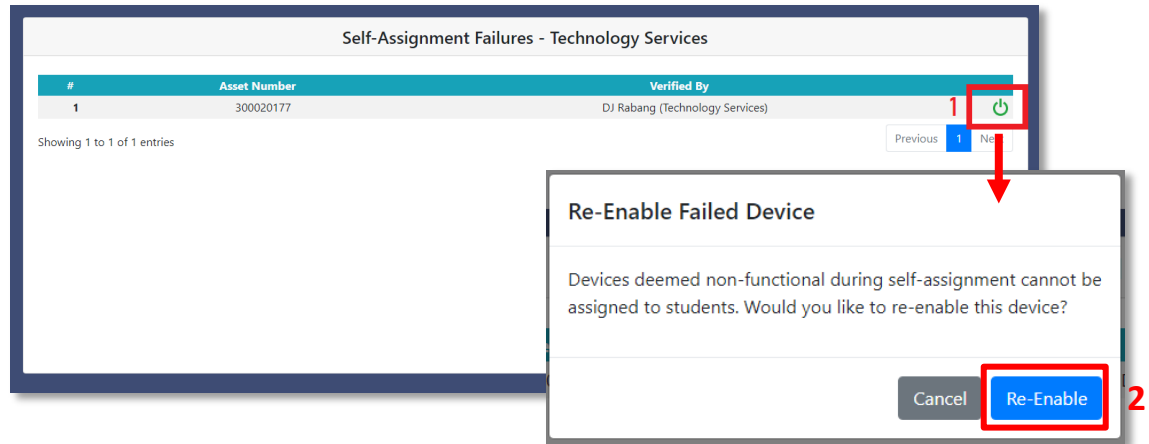 Self-Assignment Failures - Technology Services
# Asset Number Verified By
1 300020177 DJ Rabang (Technology Services)
1
Showing 1 to 1 of 1 entries
Previous 1
Re-Enable Failed Device
Devices deemed non-functional during self-assignment cannot be
assigned to students. Would you like to re-enable this device?
Cancel Re-Enable
2